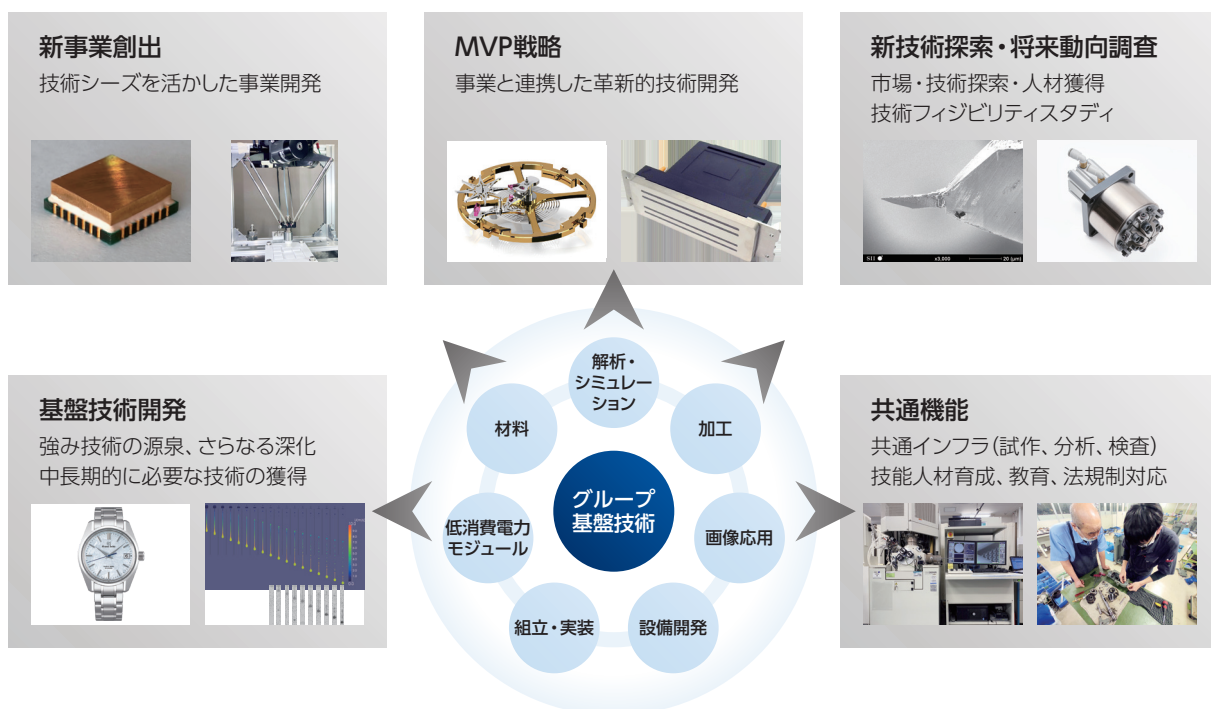 新事業創出
技術シーズを活かした事業開発
MVP戦略
事業と連携した革新的技術開発
新技術探索・将来動向調査
市場・技術探索・人材獲得
技術フィジビリティスタディ
SII
x3,000
20 (μm)
基盤技術開発
強み技術の源泉、さらなる深化
中長期的に必要な技術の獲得
解析・
シミュレー
ション
材料
加工
グループ
基盤技術
低消費電力
モジュール
画像応用
組立・実装
設備開発
共通機能
共通インフラ(試作、分析、検査)
技能人材育成、教育、法規制対応